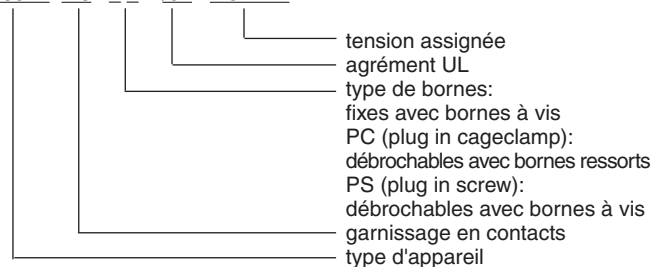 tension assignée
agrément UL
type de bornes:
fixes avec bornes à vis
PC (plug in cageclamp):
débrochables avec bornes ressorts
PS (plug in screw):
débrochables avec bornes à vis
garnissage en contacts
type d'appareil